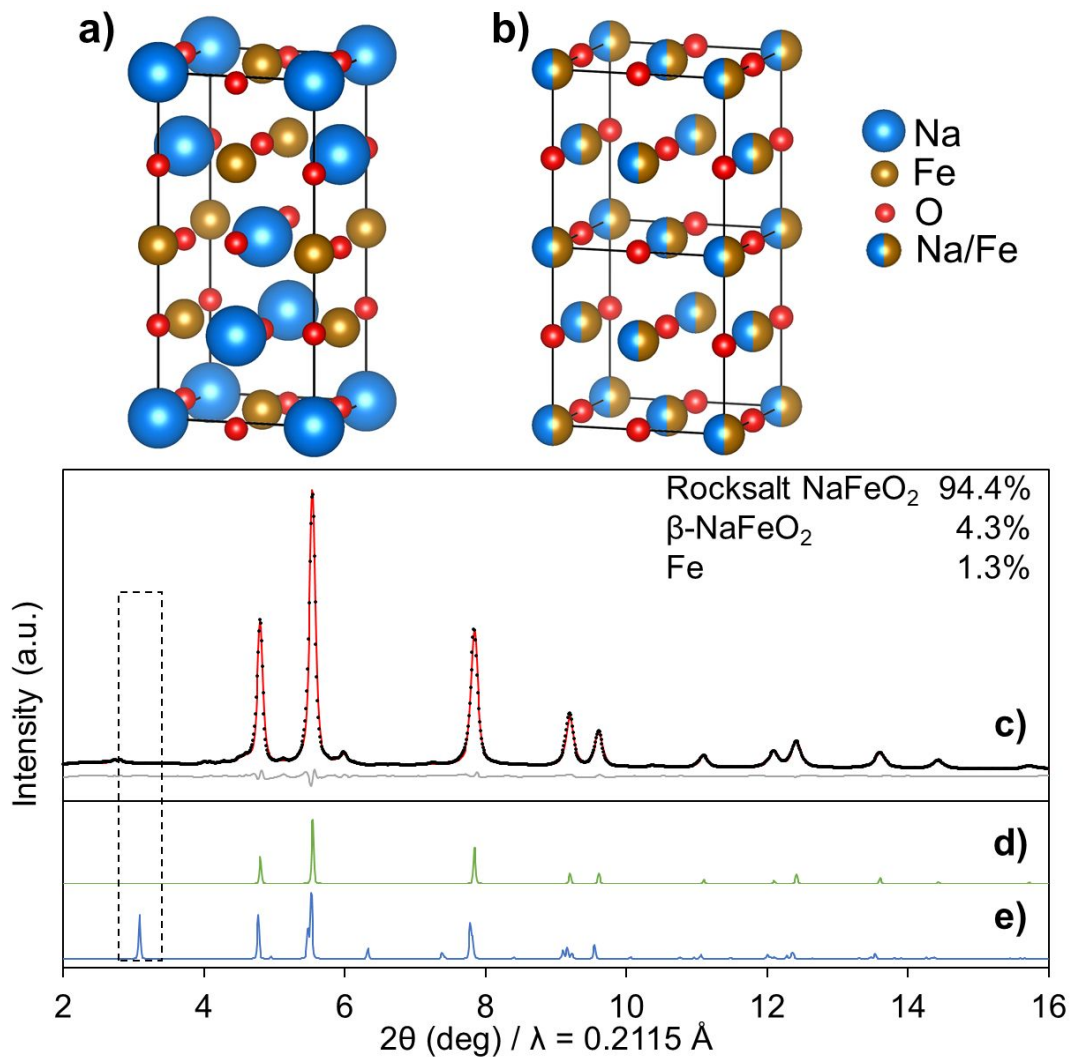 a)
b)
Na
Fe
O
Na/Fe
Rocksalt NaFeO₂ 94.4%
β-NaFeO₂ 4.3%
Fe 1.3%
Intensity (a.u.)
c)
d)
e)
2 4 6 8 10 12 14 16
2θ (deg) / λ = 0.2115 Å